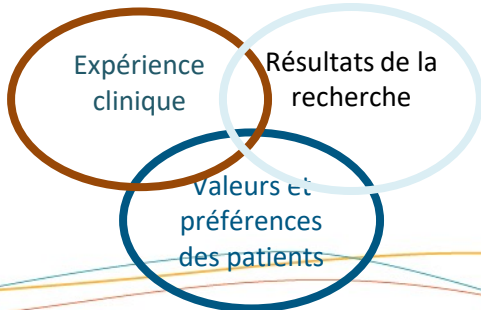 Expérience
clinique
Résultats de la
recherche
Valeurs et
préférences
des patients